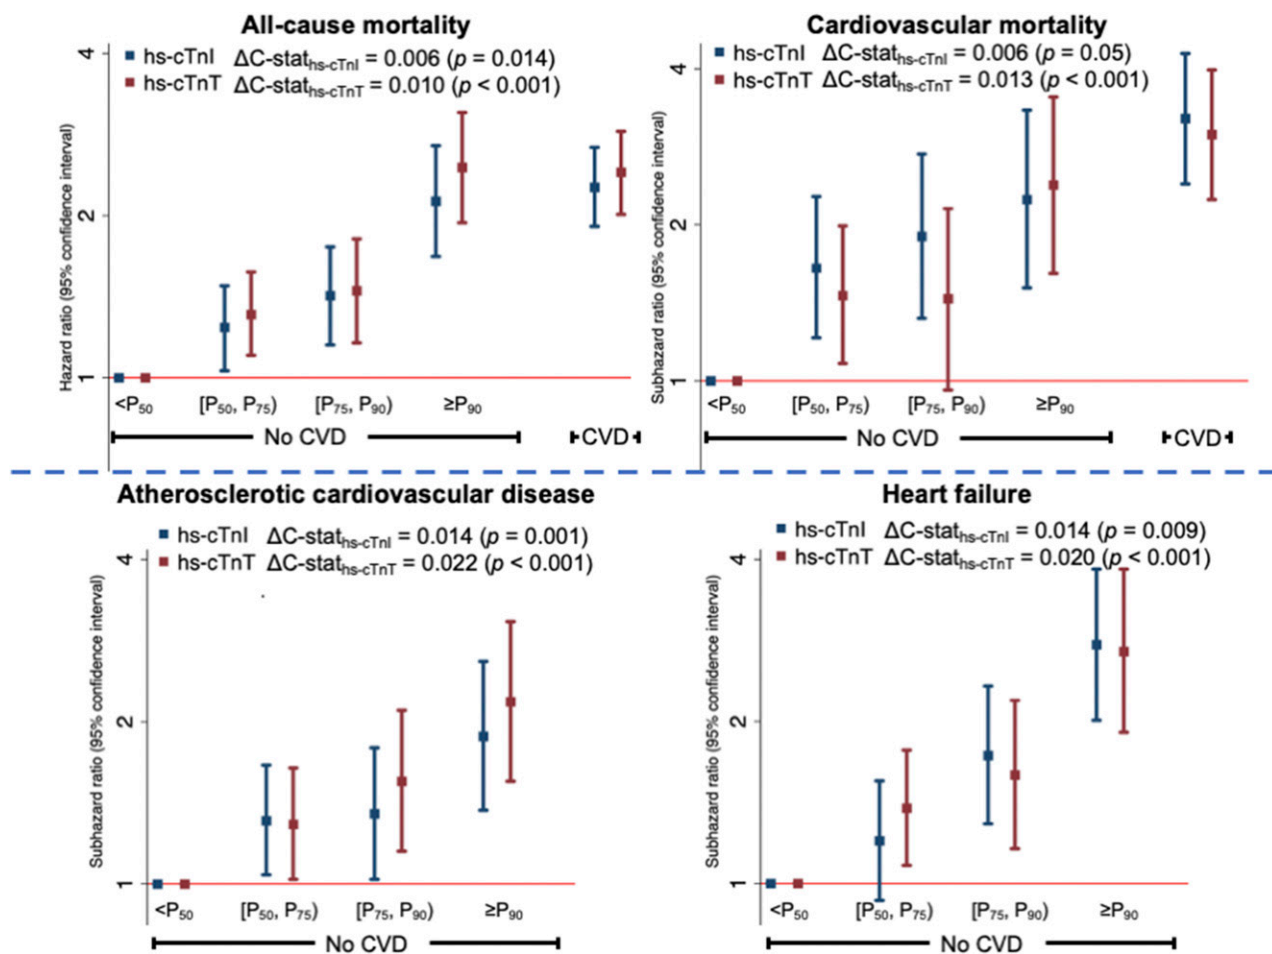 All-cause mortality
hs-cTnI ΔC-stat hs-cTnI = 0.006 (p = 0.014)
hs-cTnT ΔC-stat hs-cTnT = 0.010 (p < 0.001)
Hazard ratio (95% confidence interval)
4
2
1
<P50 [P50, P75) [P75, P90) ≥P90
No CVD CVD
Cardiovascular mortality
hs-cTnI ΔC-stat hs-cTnI = 0.006 (p = 0.05)
hs-cTnT ΔC-stat hs-cTnT = 0.013 (p < 0.001)
Subhazard ratio (95% confidence interval)
4
2
1
<P50 [P50, P75) [P75, P90) ≥P90
No CVD CVD
Atherosclerotic cardiovascular disease
hs-cTnI ΔC-stat hs-cTnI = 0.014 (p = 0.001)
hs-cTnT ΔC-stat hs-cTnT = 0.022 (p < 0.001)
Subhazard ratio (95% confidence interval)
4
2
1
<P50 [P50, P75) [P75, P90) ≥P90
No CVD
Heart failure
hs-cTnI ΔC-stat hs-cTnI = 0.014 (p = 0.009)
hs-cTnT ΔC-stat hs-cTnT = 0.020 (p < 0.001)
Subhazard ratio (95% confidence interval)
4
2
1
<P50 [P50, P75) [P75, P90) ≥P90
No CVD